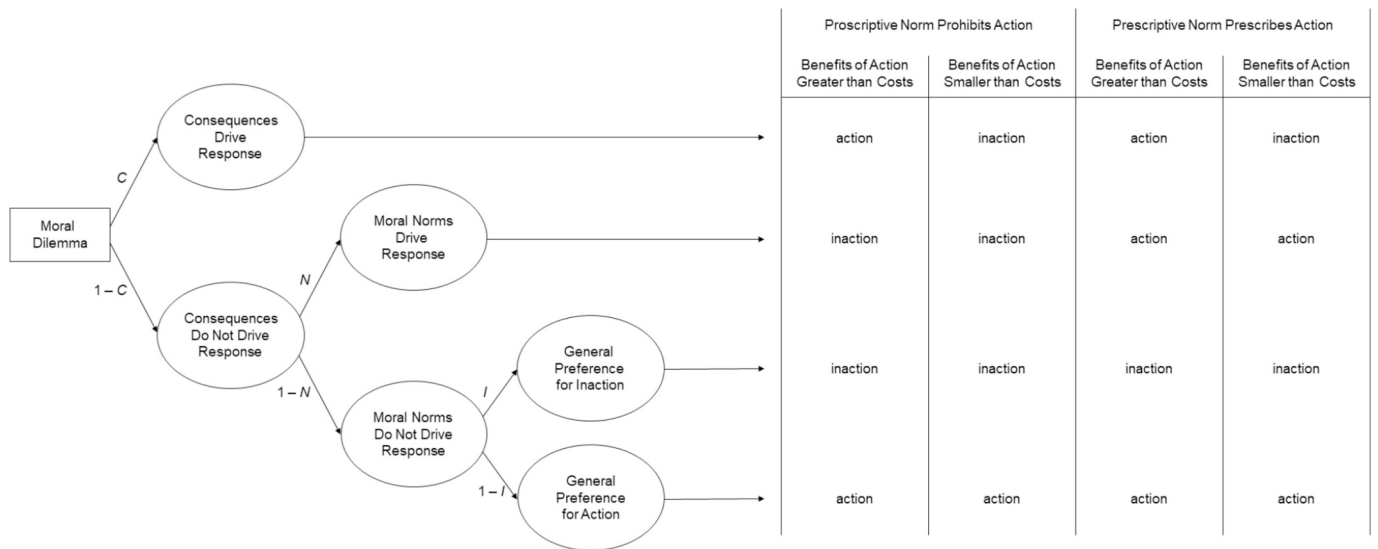 Proscriptive Norm Prohibits Action
Prescriptive Norm Prescribes Action
Benefits of Action
Greater than Costs
Benefits of Action
Smaller than Costs
Benefits of Action
Greater than Costs
Benefits of Action
Smaller than Costs
Consequences
Drive
Response
action
inaction
action
inaction
C
Moral
Dilemma
Moral Norms
Drive
Response
inaction
inaction
action
action
1 – C
N
Consequences
Do Not Drive
Response
1 – N
General
Preference
for Inaction
inaction
inaction
inaction
inaction
I
Moral Norms
Do Not Drive
Response
1 – I
General
Preference
for Action
action
action
action
action